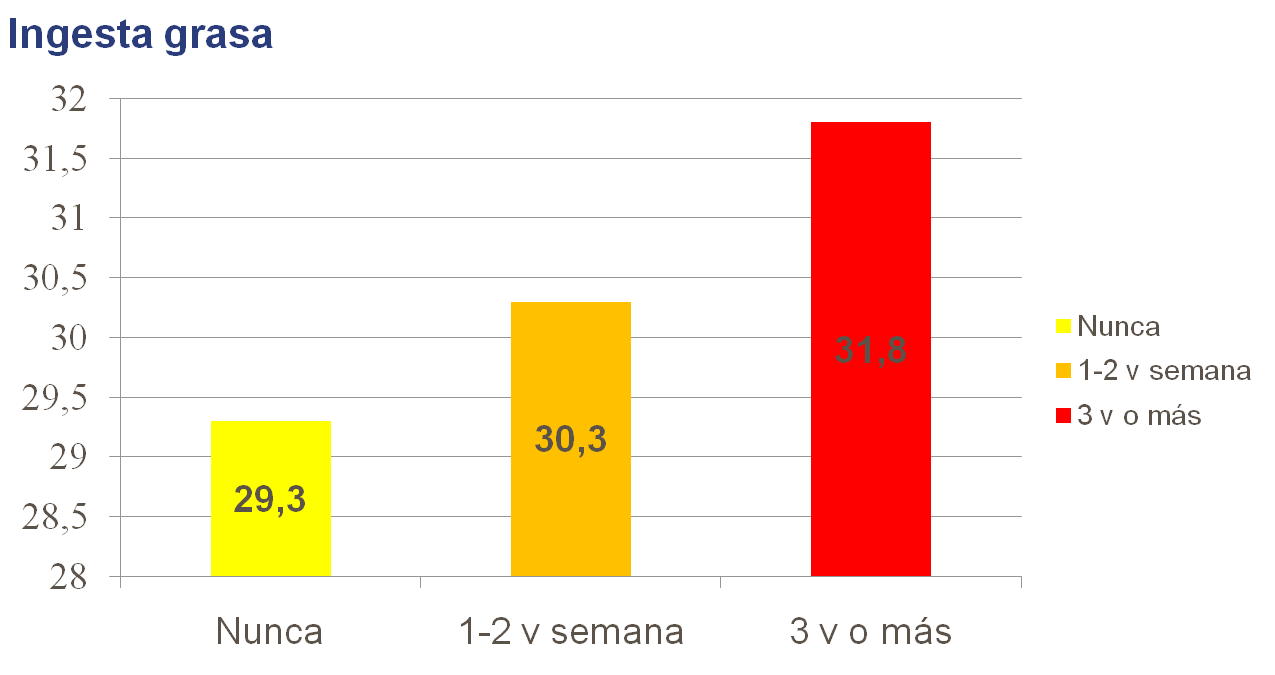 Ingesta grasa
32
31,5
31
30,5
30
29,5
29
28,5
28
29,3
30,3
31,8
Nunca
1-2 v semana
3 v o más
Nunca
1-2 v semana
3 v o más